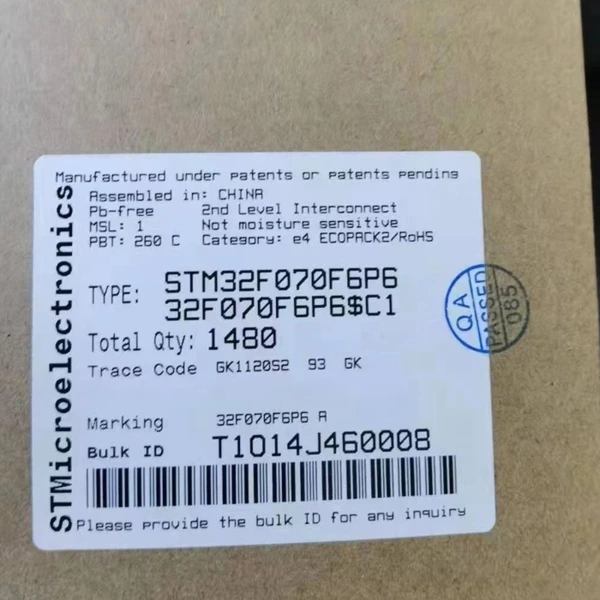 Manufactured under patents or patents pending
Assembled in: CHINA
Pb-free 2nd Level Interconnect
MSL: 1 Not moisture sensitive
PBT: 260 C Category: e4 ECOPACK2/RoHS
TYPE: STM32F070F6P6
32F070F6P6$C1
Total Qty: 1480
Trace Code GK1120S2 93 GK
Marking 32F070F6P6 A
Bulk ID T1014J460008
Please provide the bulk ID for any inquiry
STMicroelectronics
QA
PASSED
085